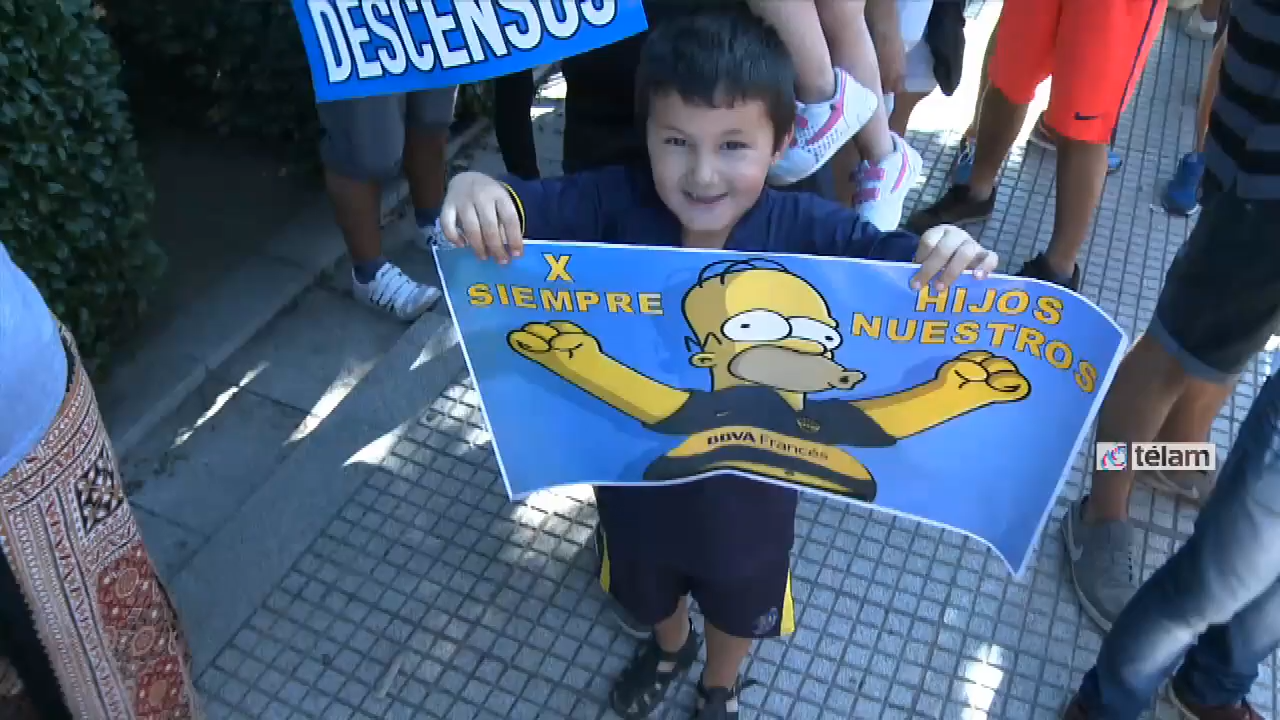 DESCENSOS
X
SIEMPRE
HIJOS
NUESTROS
BBVA Francés
télam